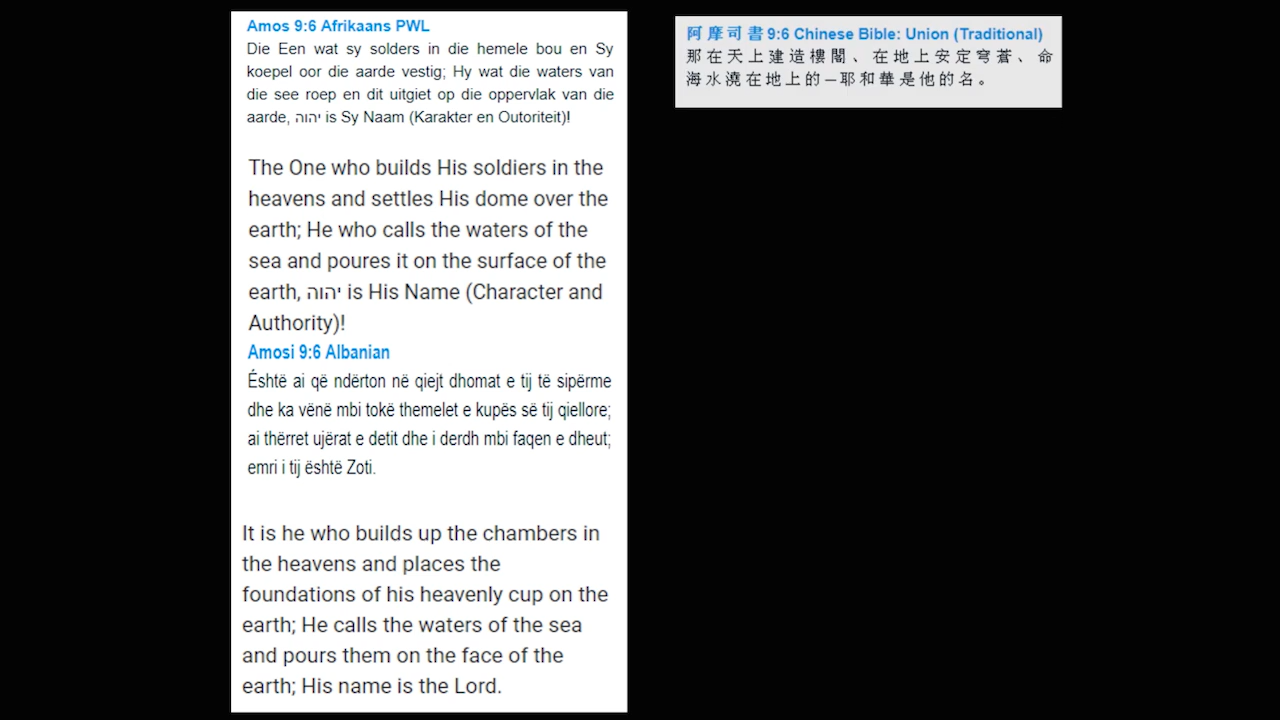 Amos 9:6 Afrikaans PWL
Die Een wat sy solders in die hemele bou en Sy
koepel oor die aarde vestig; Hy wat die waters van
die see roep en dit uitgiet op die oppervlak van die
aarde, יהוה is Sy Naam (Karakter en Outoriteit)!
The One who builds His soldiers in the
heavens and settles His dome over the
earth; He who calls the waters of the
sea and poures it on the surface of the
earth, יהוה is His Name (Character and
Authority)!
Amosi 9:6 Albanian
Éshtë ai që ndërton në qiejt dhomat e tij të sipërme
dhe ka vënë mbi tokë themelet e kupës së tij qiellore;
ai thërret ujërat e detit dhe i derdh mbi faqen e dheut;
emri i tij është Zoti.
It is he who builds up the chambers in
the heavens and places the
foundations of his heavenly cup on the
earth; He calls the waters of the sea
and pours them on the face of the
earth; His name is the Lord.
阿摩司書 9:6 Chinese Bible: Union (Traditional)
那在天上建造樓閣、在地上安定穹蒼、命
海水澆在地上的─耶和華是他的名。